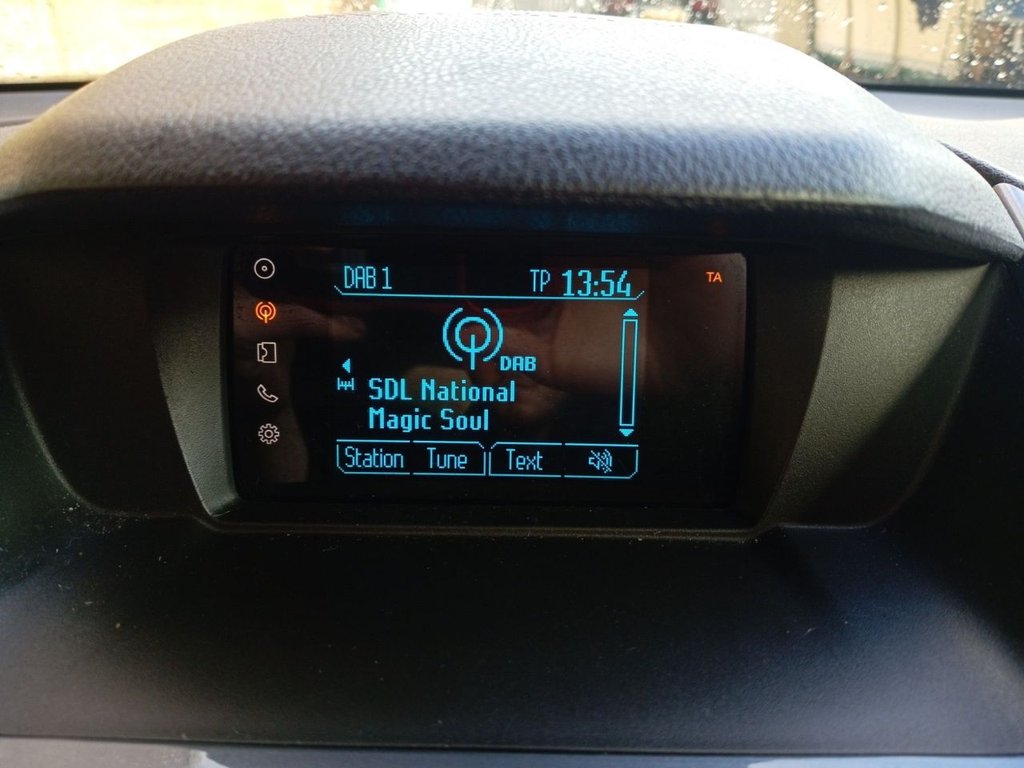 DAB 1 TP 13:54 TA
DAB
SDL National
Magic Soul
Station Tune Text